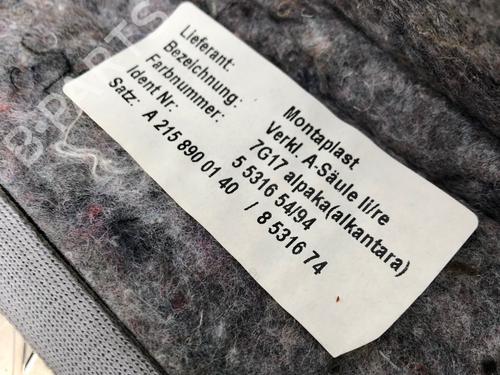 Lieferant: Montaplast
Bezeichnung: Verkl. A.Säule li/re
Farbnummer: 7G17 alpaka(alkantara)
Ident Nr: 5 5316 54/94
Satz: A 215 890 01 40 / 8 5316 74
B-PARTS